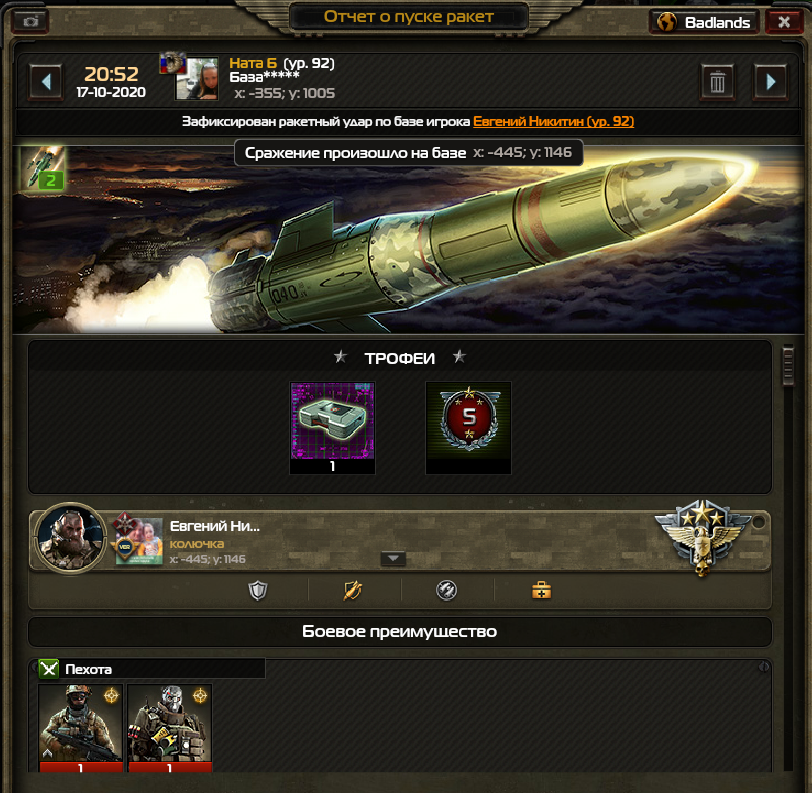 Отчет о пуске ракет
Badlands
20:52
17-10-2020
Ната Б (ур. 92)
База*****
x: -355; y: 1005
Зафиксирован ракетный удар по базе игрока Евгений Никитин (ур. 92)
Сражение произошло на базе x: -445; y: 1146
2
040
ТРОФЕИ
1
5
Евгений Ни...
колючка
x: -445; y: 1146
Боевое преимущество
Пехота
1
1